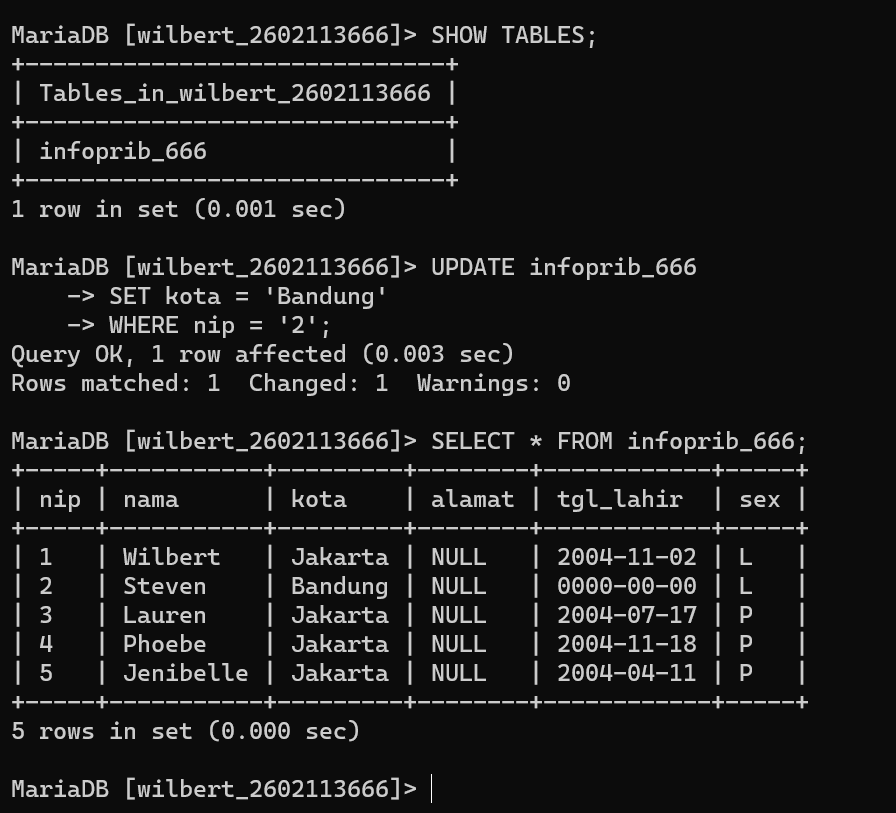 MariaDB [wilbert_2602113666]> SHOW TABLES;
+------------------------------+
| Tables_in_wilbert_2602113666 |
+------------------------------+
| infoprib_666                 |
+------------------------------+
1 row in set (0.001 sec)

MariaDB [wilbert_2602113666]> UPDATE infoprib_666
    -> SET kota = 'Bandung'
    -> WHERE nip = '2';
Query OK, 1 row affected (0.003 sec)
Rows matched: 1  Changed: 1  Warnings: 0

MariaDB [wilbert_2602113666]> SELECT * FROM infoprib_666;
+-----+-----------+---------+--------+------------+-----+
| nip | nama      | kota    | alamat | tgl_lahir  | sex |
+-----+-----------+---------+--------+------------+-----+
| 1   | Wilbert   | Jakarta | NULL   | 2004-11-02 | L   |
| 2   | Steven    | Bandung | NULL   | 0000-00-00 | L   |
| 3   | Lauren    | Jakarta | NULL   | 2004-07-17 | P   |
| 4   | Phoebe    | Jakarta | NULL   | 2004-11-18 | P   |
| 5   | Jenibelle | Jakarta | NULL   | 2004-04-11 | P   |
+-----+-----------+---------+--------+------------+-----+
5 rows in set (0.000 sec)

MariaDB [wilbert_2602113666]>